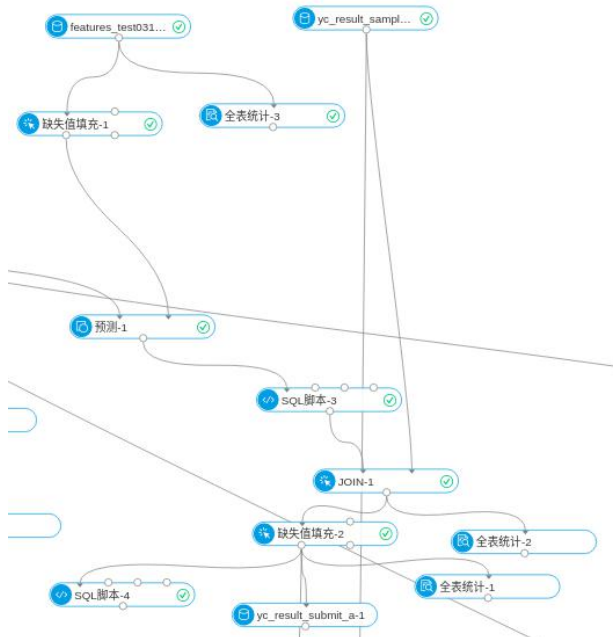 features_test031...
yc_result_sampl...
缺失值填充-1
全表统计-3
预测-1
SQL脚本-3
JOIN-1
缺失值填充-2
全表统计-2
全表统计-1
SQL脚本-4
yc_result_submit_a-1